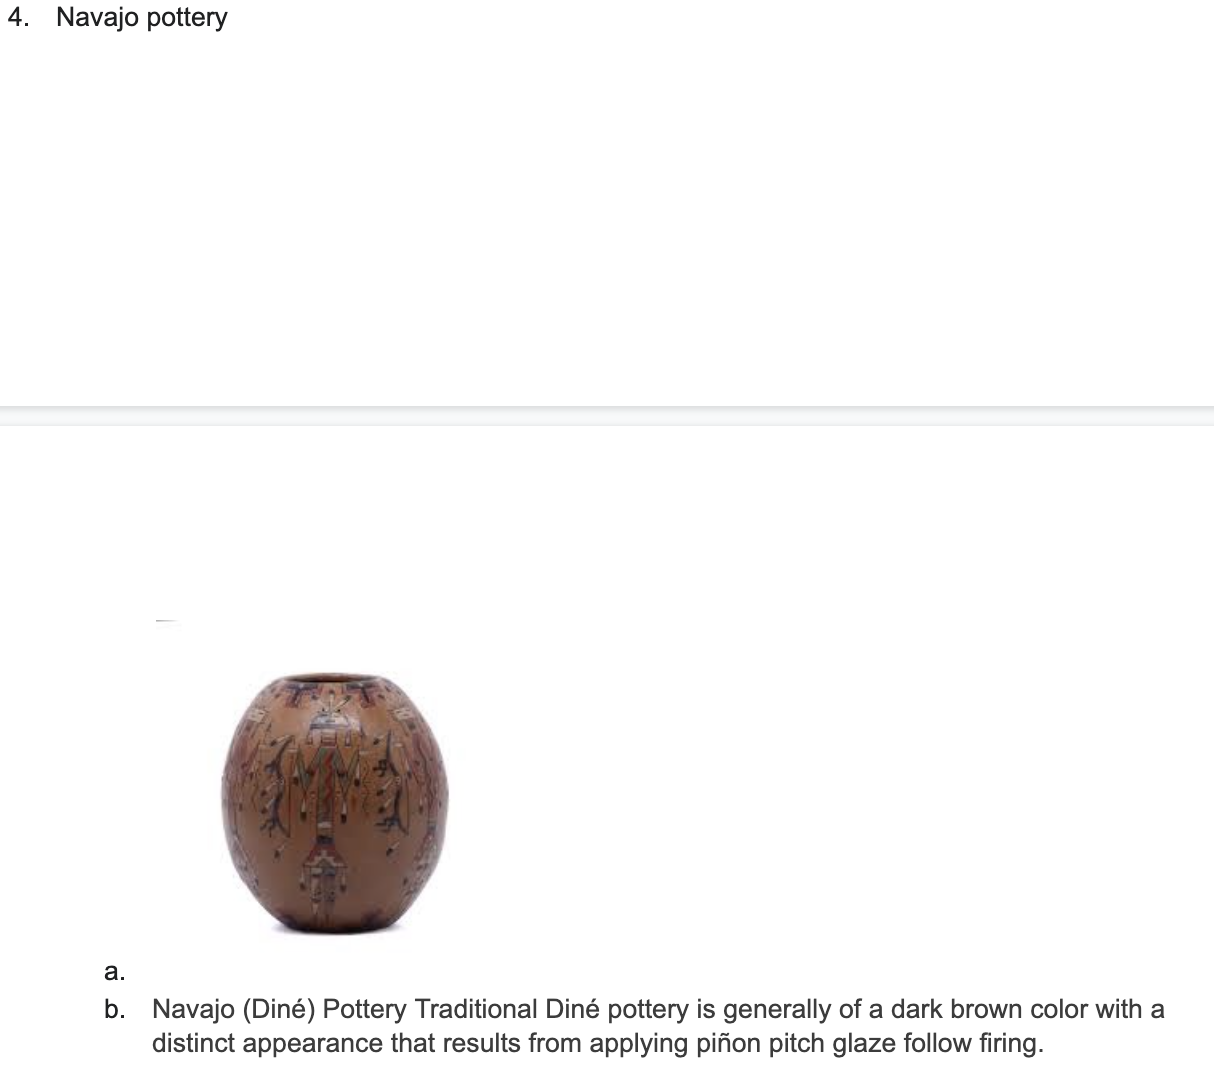 4. Navajo pottery
a.
b. Navajo (Diné) Pottery Traditional Diné pottery is generally of a dark brown color with a
distinct appearance that results from applying piñon pitch glaze follow firing.